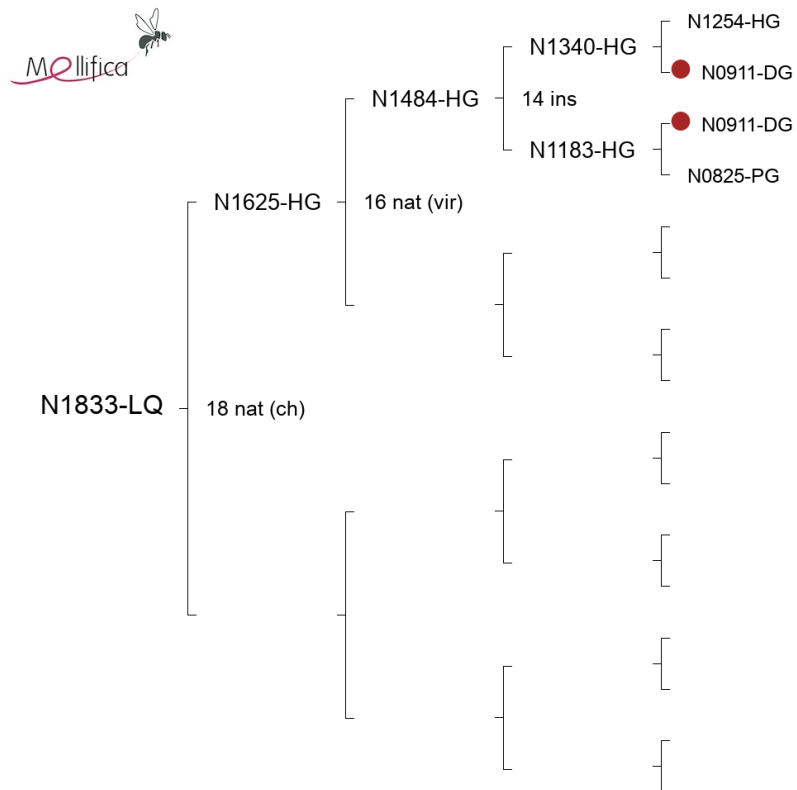 Mellifica
N1254-HG
N1340-HG
N0911-DG
N1484-HG
14 ins
N0911-DG
N1183-HG
N0825-PG
N1625-HG
16 nat (vir)
N1833-LQ
18 nat (ch)